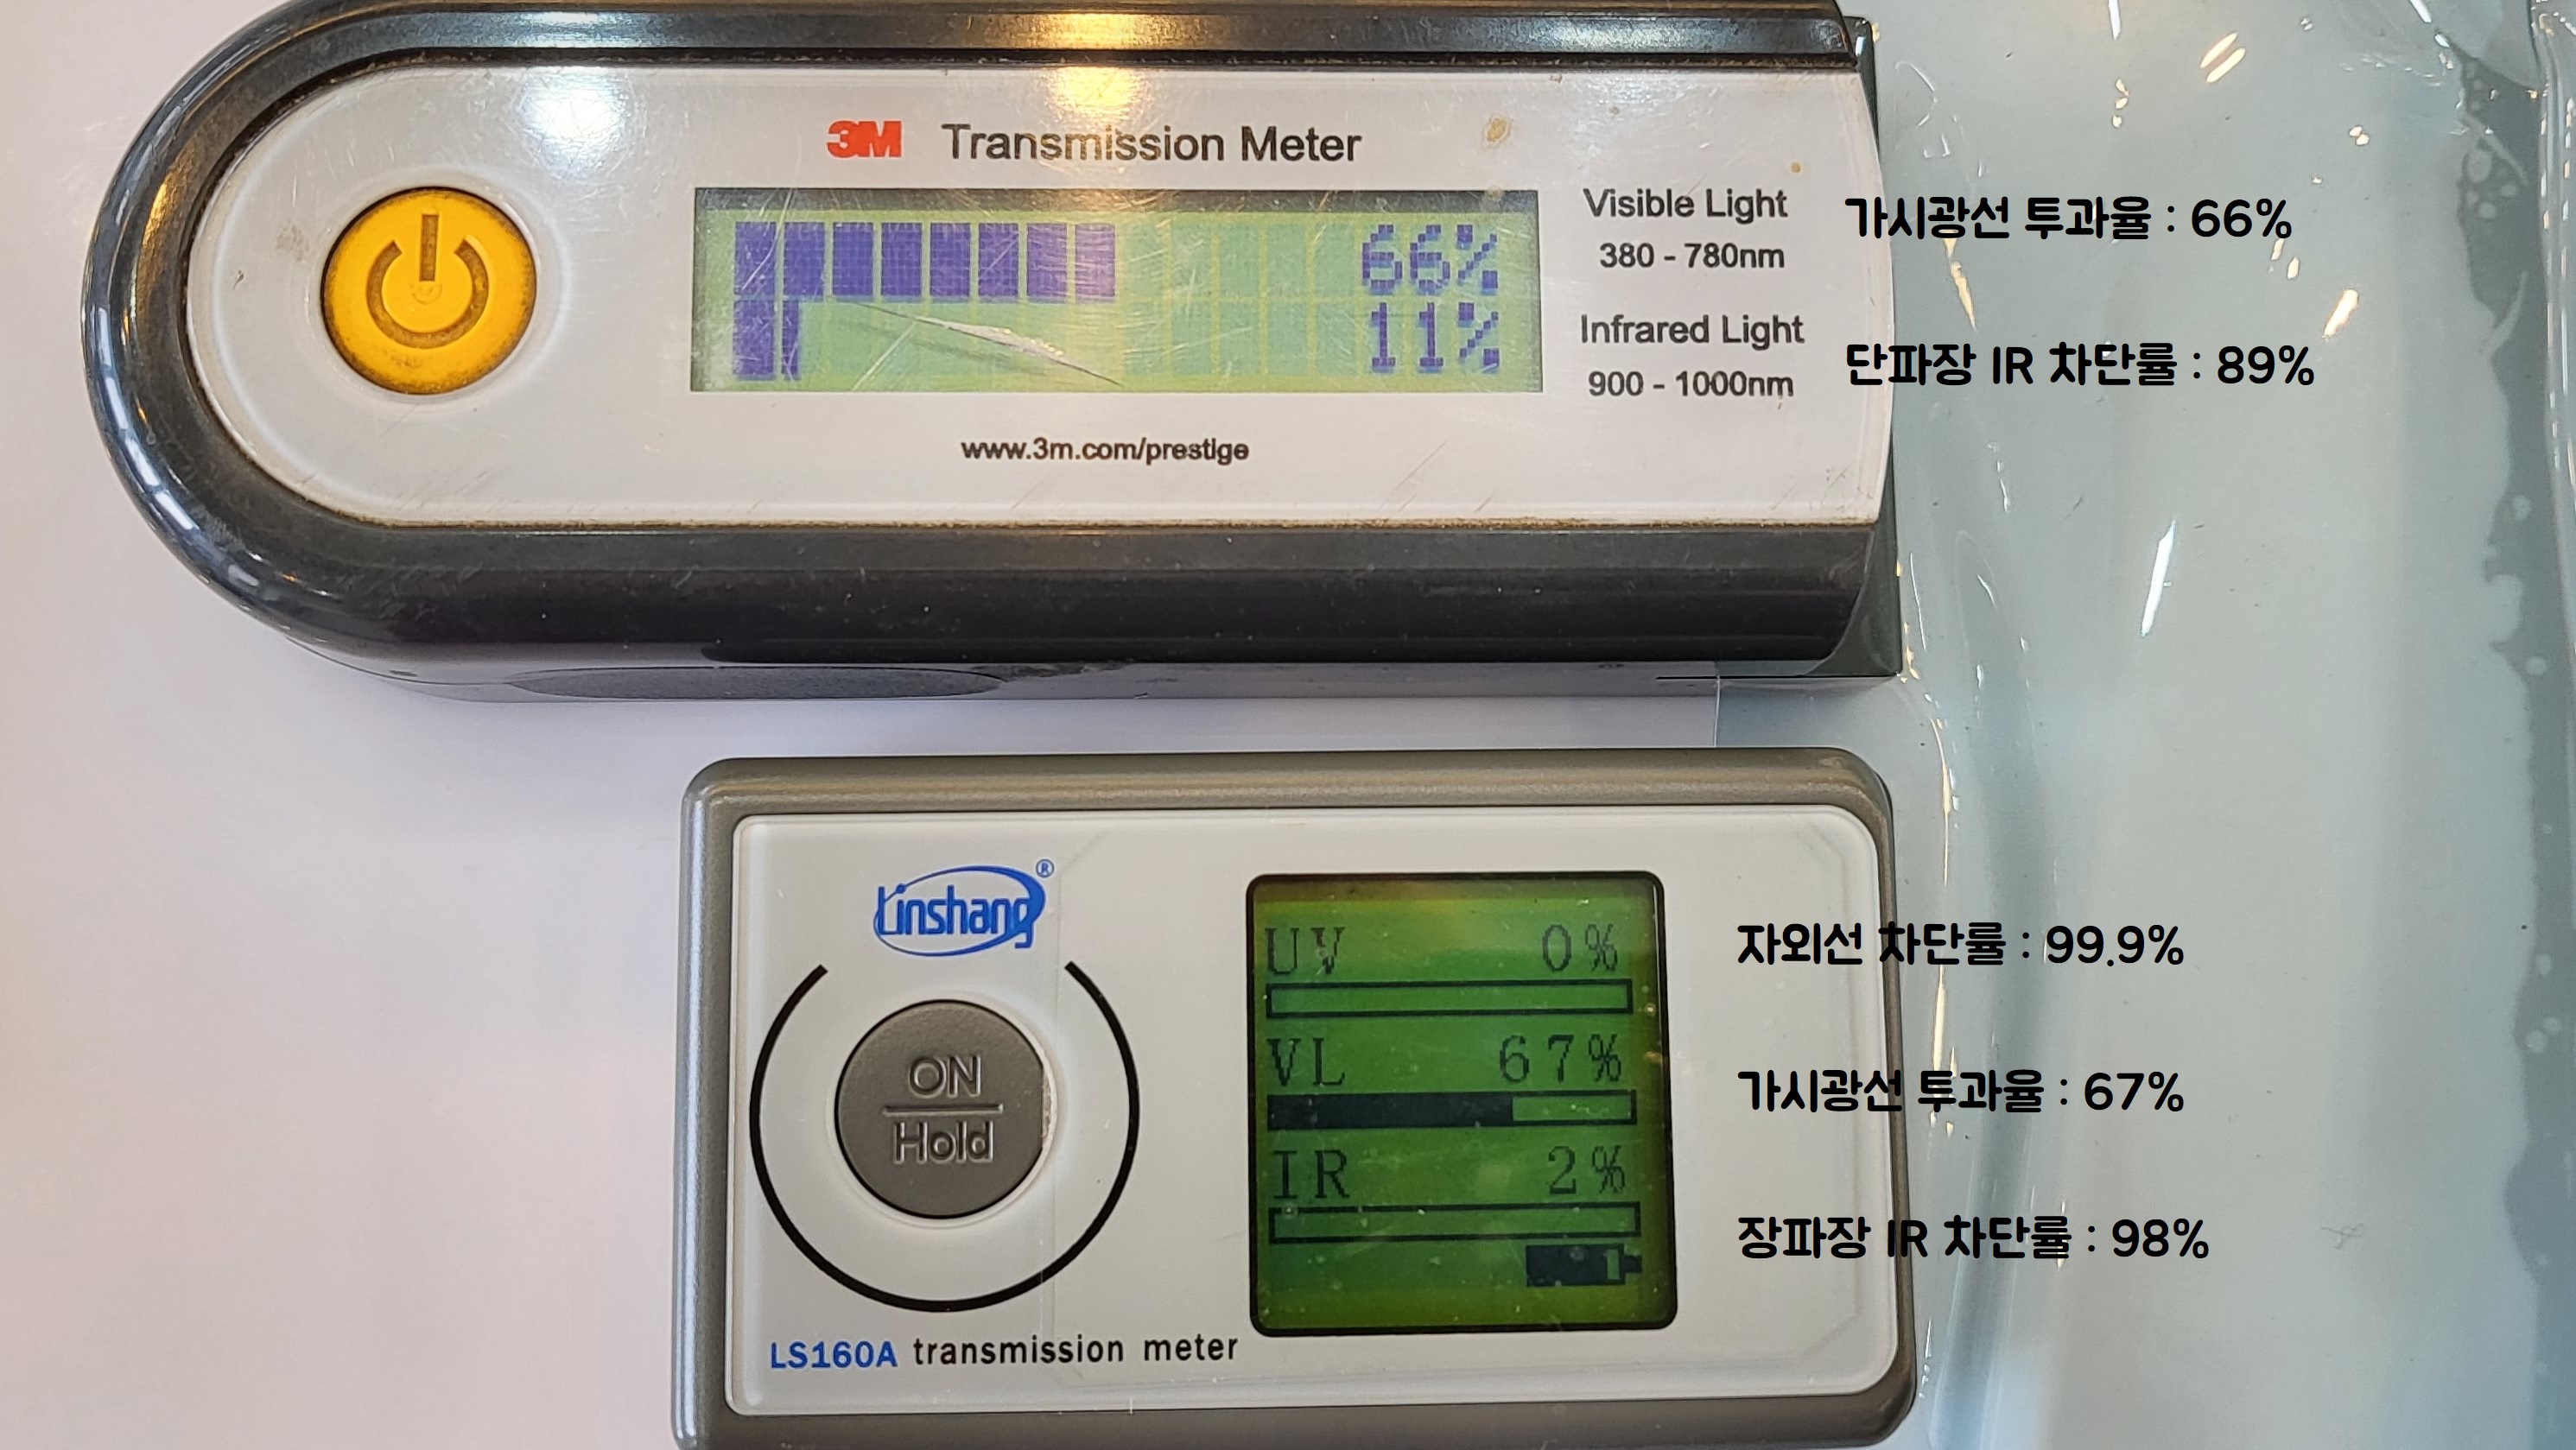 3M Transmission Meter
66%
11%
Visible Light
380 - 780nm
Infrared Light
900 - 1000nm
www.3m.com/prestige
가시광선 투과율 : 66%
단파장 IR 차단률 : 89%
Linshang®
ON
Hold
LS160A transmission meter
UV 0%
VL 67%
IR 2%
자외선 차단률 : 99.9%
가시광선 투과율 : 67%
장파장 IR 차단률 : 98%